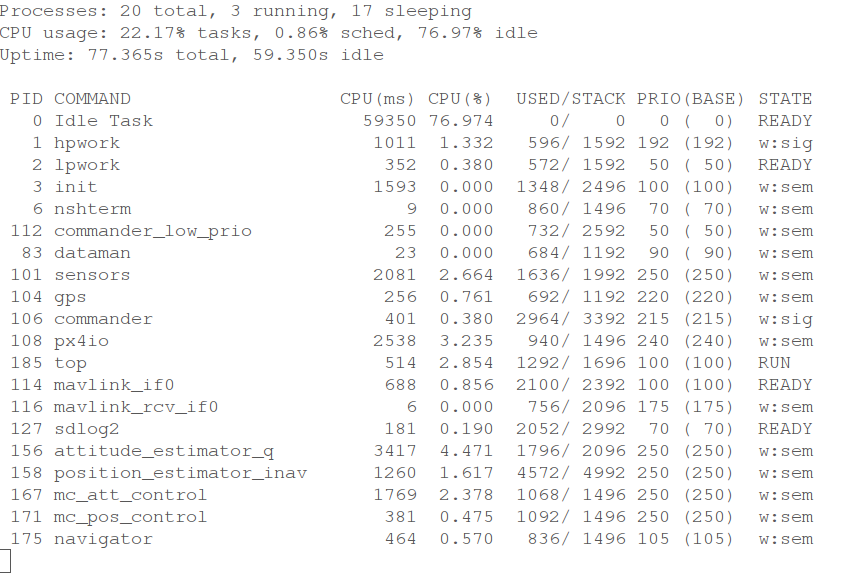 Processes: 20 total, 3 running, 17 sleeping
CPU usage: 22.17% tasks, 0.86% sched, 76.97% idle
Uptime: 77.365s total, 59.350s idle

 PID COMMAND                   CPU(ms) CPU(%)  USED/STACK PRIO(BASE) STATE
   0 Idle Task                   59350 76.974     0/    0   0 (  0)  READY
   1 hpwork                       1011  1.332   596/ 1592 192 (192)  w:sig
   2 lpwork                        352  0.380   572/ 1592  50 ( 50)  READY
   3 init                         1593  0.000  1348/ 2496 100 (100)  w:sem
   6 nshterm                         9  0.000   860/ 1496  70 ( 70)  w:sem
 112 commander_low_prio            255  0.000   732/ 2592  50 ( 50)  w:sem
  83 dataman                        23  0.000   684/ 1192  90 ( 90)  w:sem
 101 sensors                      2081  2.664  1636/ 1992 250 (250)  w:sem
 104 gps                           256  0.761   692/ 1192 220 (220)  w:sem
 106 commander                     401  0.380  2964/ 3392 215 (215)  w:sig
 108 px4io                        2538  3.235   940/ 1496 240 (240)  w:sem
 185 top                           514  2.854  1292/ 1696 100 (100)  RUN
 114 mavlink_if0                   688  0.856  2100/ 2392 100 (100)  READY
 116 mavlink_rcv_if0                 6  0.000   756/ 2096 175 (175)  w:sem
 127 sdlog2                        181  0.190  2052/ 2992  70 ( 70)  READY
 156 attitude_estimator_q         3417  4.471  1796/ 2096 250 (250)  w:sem
 158 position_estimator_inav      1260  1.617  4572/ 4992 250 (250)  w:sem
 167 mc_att_control               1769  2.378  1068/ 1496 250 (250)  w:sem
 171 mc_pos_control                381  0.475  1092/ 1496 250 (250)  w:sem
 175 navigator                     464  0.570   836/ 1496 105 (105)  w:sem